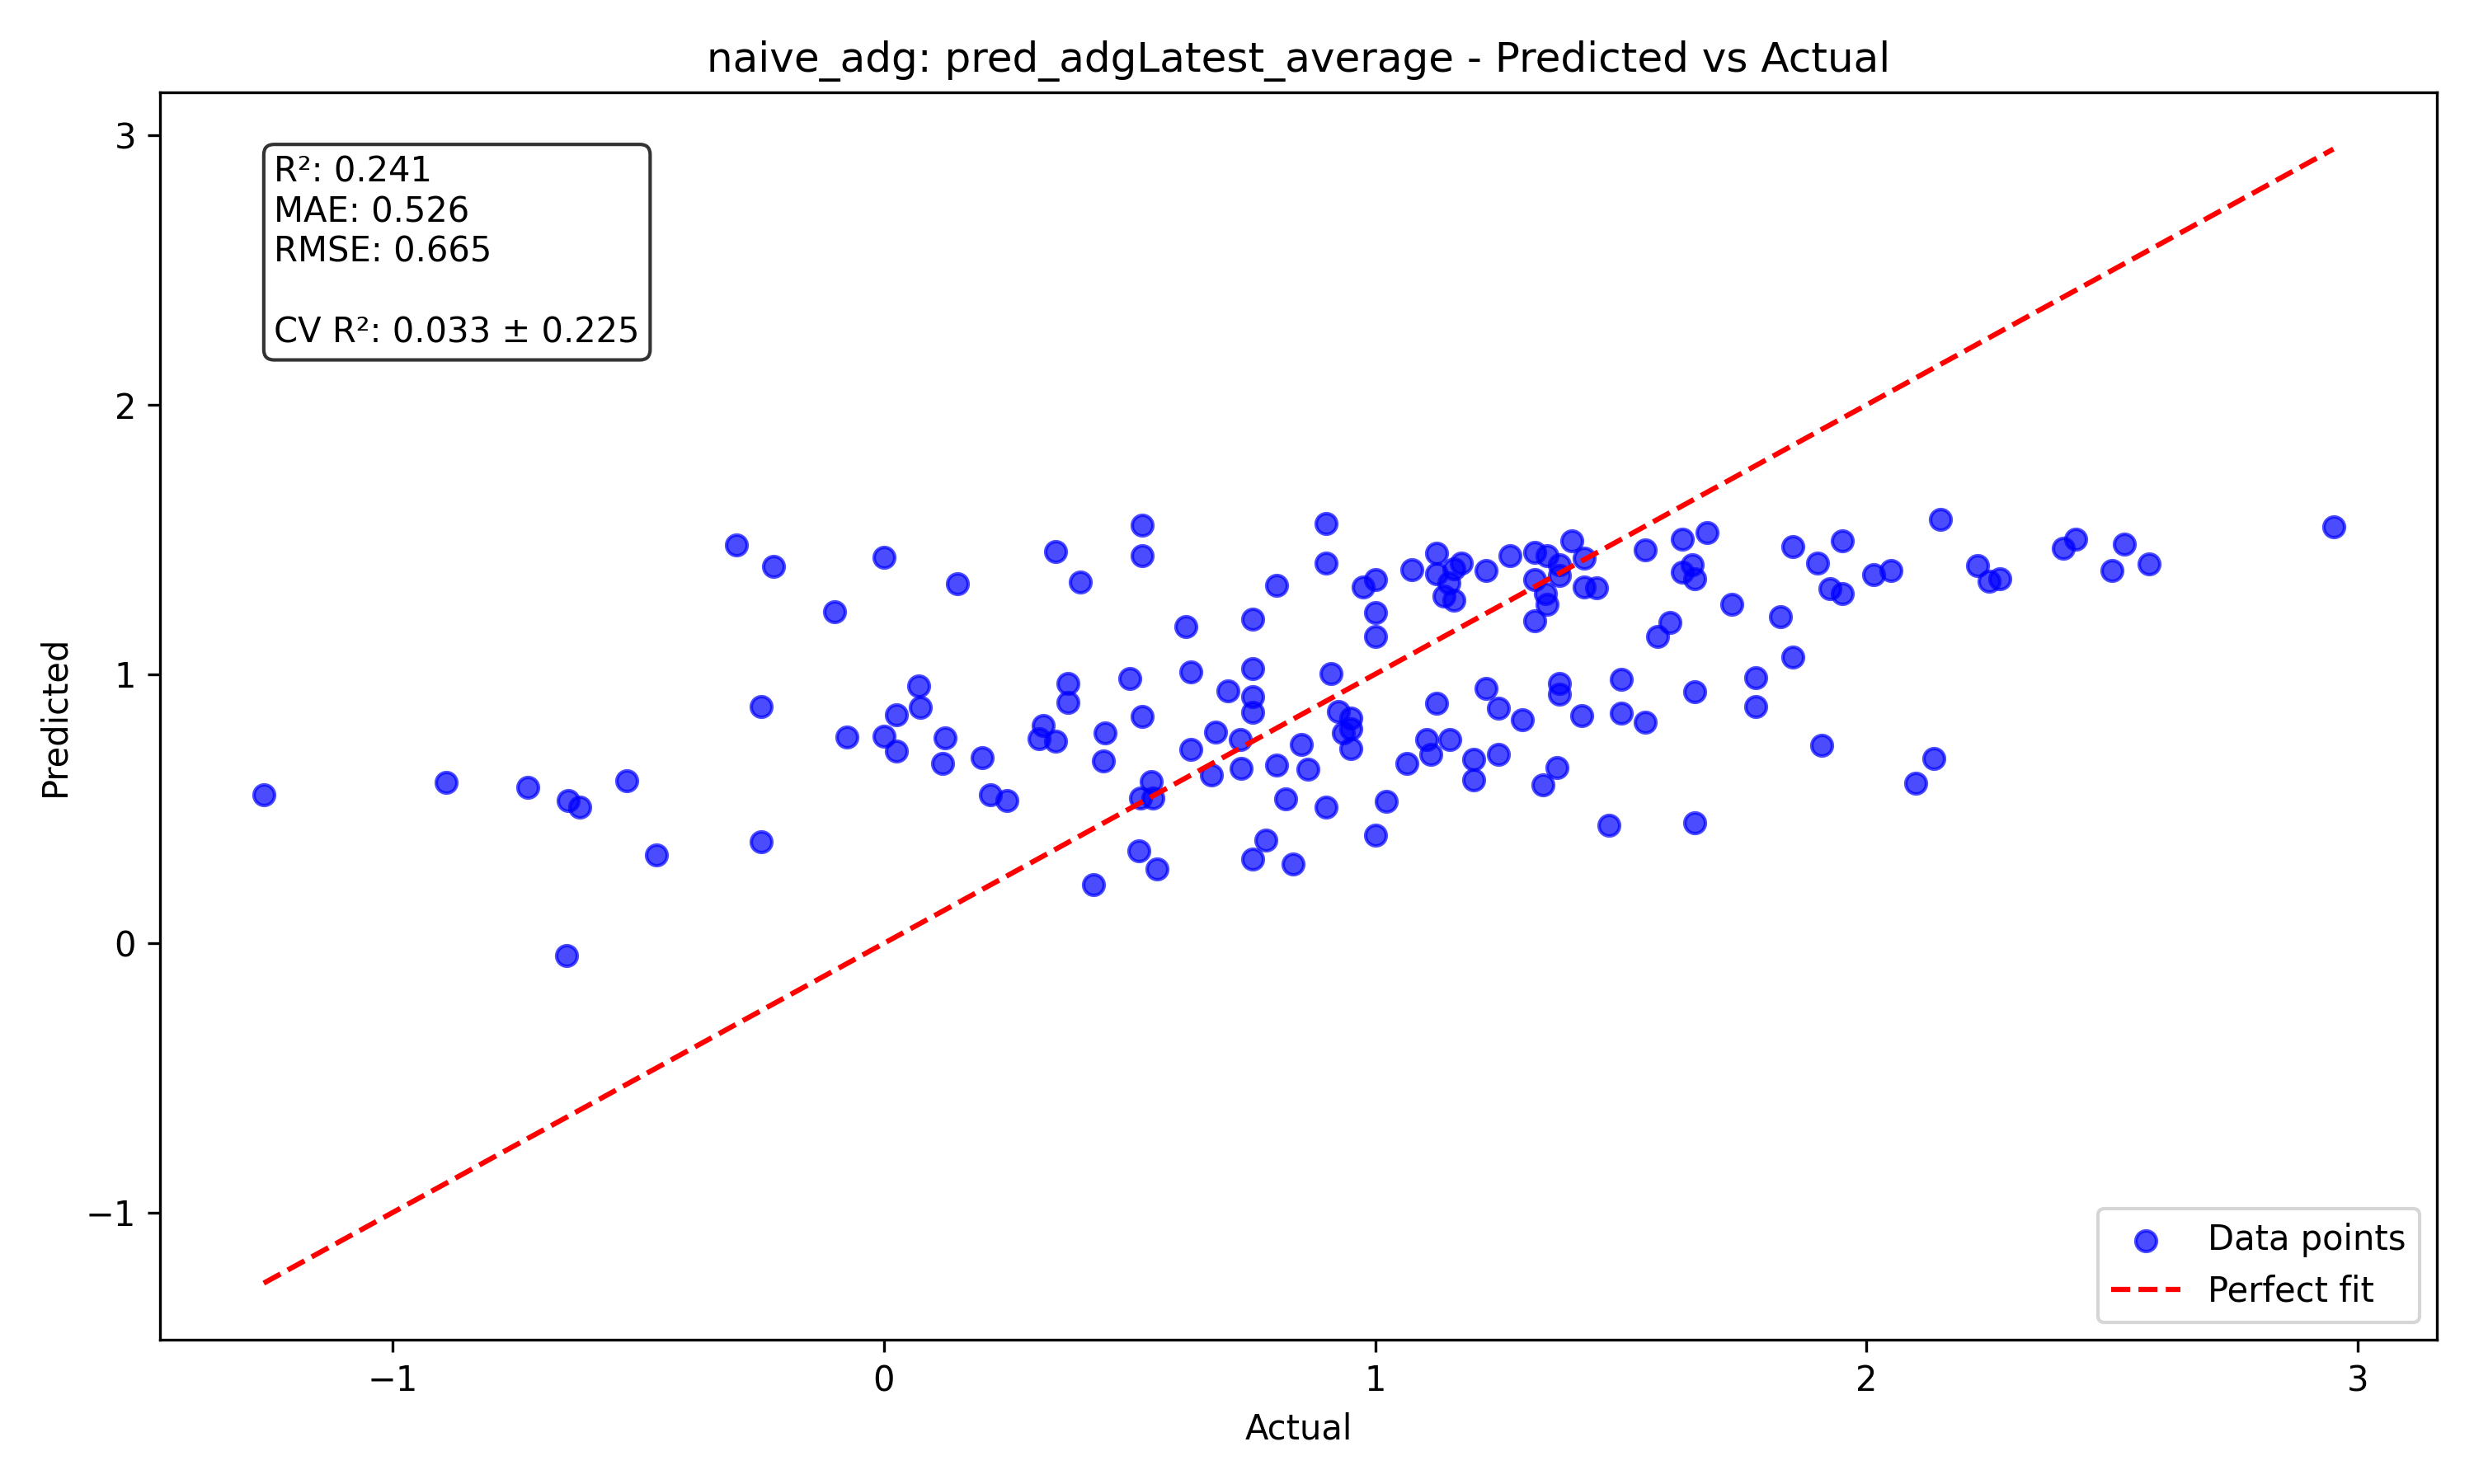 naive_adg: pred_adgLatest_average - Predicted vs Actual
R²: 0.241
MAE: 0.526
RMSE: 0.665
CV R²: 0.033 ± 0.225
3
2
1
0
−1
Predicted
−1
0
1
2
3
Actual
Data points
Perfect fit